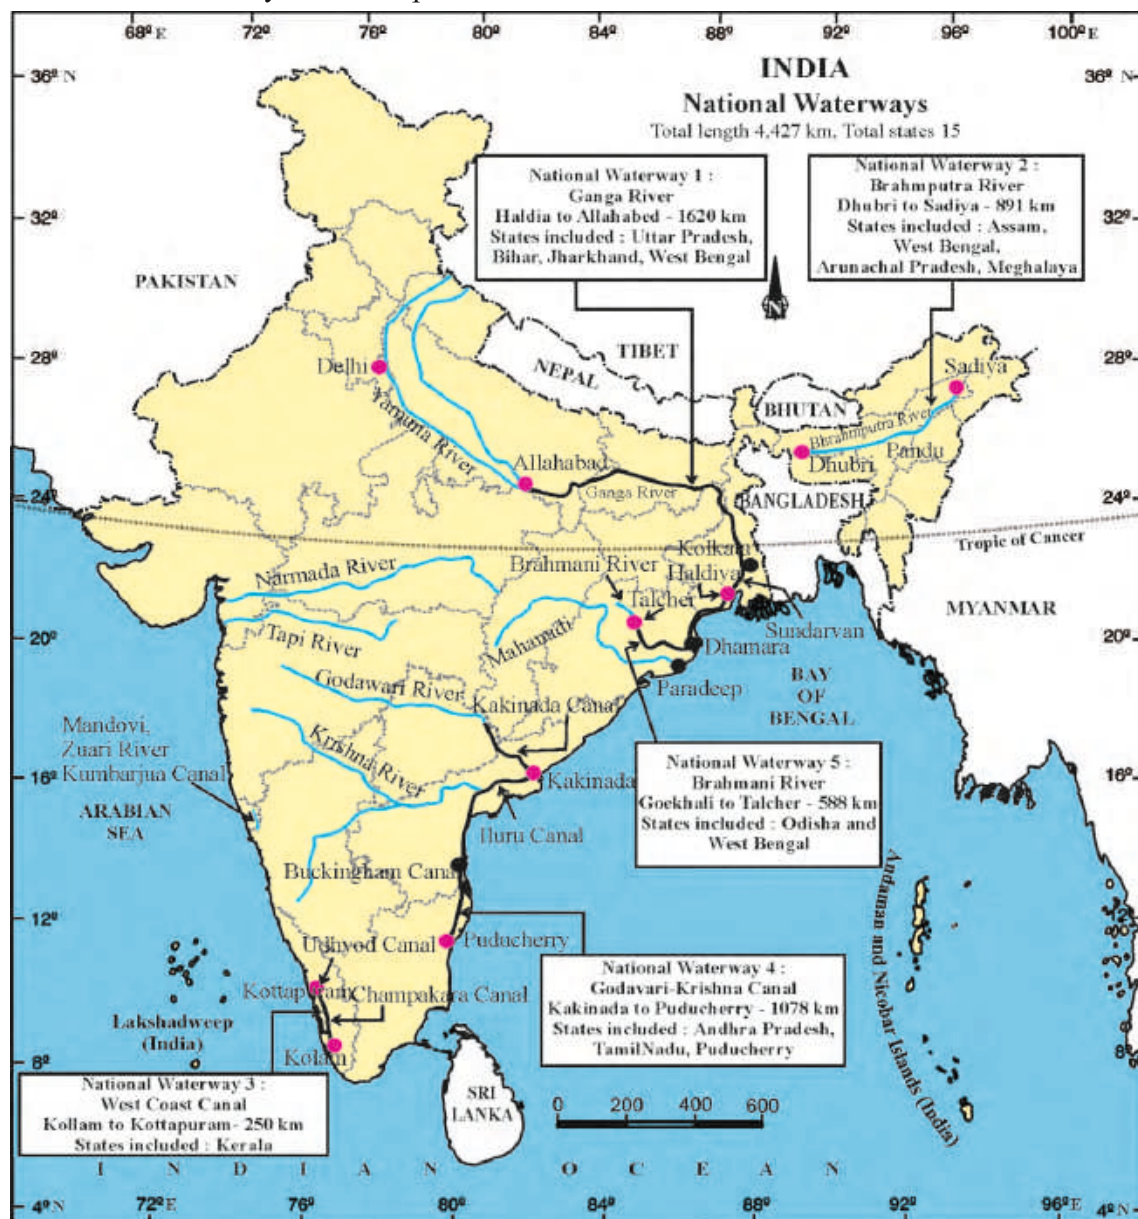 68º E 72º 76º 80º 84º 88º 92º 96º 100º E
INDIA
National Waterways
Total length 4,427 km, Total states 15
36º N
36º N
National Waterway 1 :
Ganga River
Haldia to Allahabed - 1620 km
States included : Uttar Pradesh,
Bihar, Jharkhand, West Bengal
National Waterway 2 :
Brahmputra River
Dhubri to Sadiya - 891 km
States included : Assam,
West Bengal,
Arunachal Pradesh, Meghalaya
32º
32º
PAKISTAN
N
TIBET
NEPAL
28º
28º
Delhi
Sadiya
BHUTAN
Yamuna River
Bhrahmputra River
Pandu
Dhubri
Allahabad
Ganga River
BANGLADESH
24º
24º
Tropic of Cancer
Kolkata
Narmada River
Brahmani River
Haldiya
Talcher
MYANMAR
Sundarvan
20º
20º
Tapi River
Mahanadi
Dhamara
Paradeep
BAY
OF
BENGAL
Godawari River
Kakinada Canal
Mandovi,
Zuari River
Kumbarjua Canal
Krishna River
Kakinada
16º
16º
ARABIAN
SEA
National Waterway 5 :
Brahmani River
Goekhali to Talcher - 588 km
States included : Odisha and
West Bengal
Iluru Canal
Buckingham Canal
12º
12º
Andaman and Nicobar Islands (India)
Udhyod Canal
Puducherry
Kottapuram
Champakara Canal
National Waterway 4 :
Godavari-Krishna Canal
Kakinada to Puducherry - 1078 km
States included : Andhra Pradesh,
TamilNadu, Puducherry
Lakshadweep
(India)
Kolam
8º
8º
National Waterway 3 :
West Coast Canal
Kollam to Kottapuram- 250 km
States included : Kerala
SRI
LANKA
0 200 400 600
INDIAN OCEAN
4º N 72º 76º 80º 84º 88º 92º 96º E 4º N